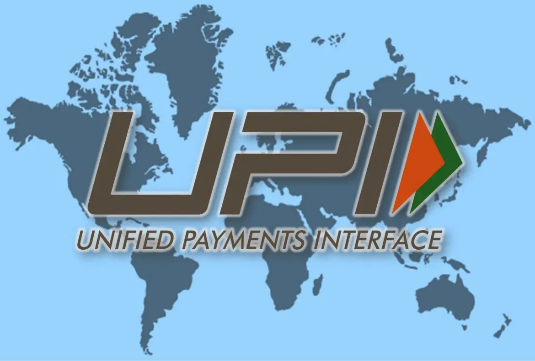 UPI
UNIFIED PAYMENTS INTERFACE